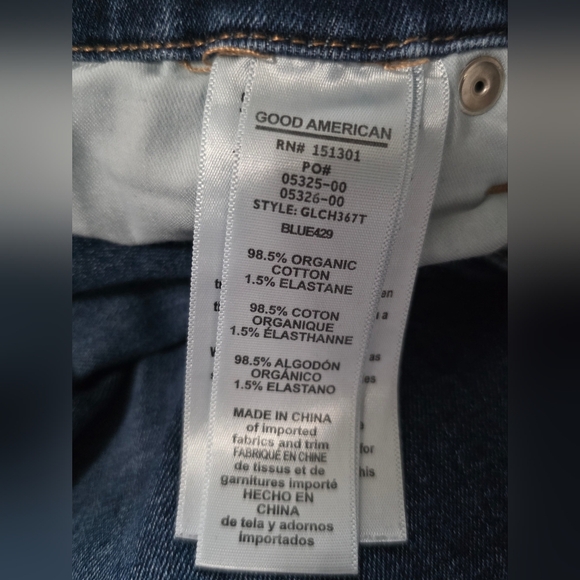 GOOD AMERICAN
RN# 151301
PO#
05325-00
05326-00
STYLE: GLCH367T
BLUE429
98.5% ORGANIC
COTTON
1.5% ELASTANE
98.5% COTON
ORGANIQUE
1.5% ÉLASTHANNE
98.5% ALGODÓN
ORGÁNICO
1.5% ELASTANO
MADE IN CHINA
of imported
fabrics and trim
FABRIQUÉ EN CHINE
de tissus et de
garnitures importé
HECHO EN
CHINA
de tela y adornos
importados